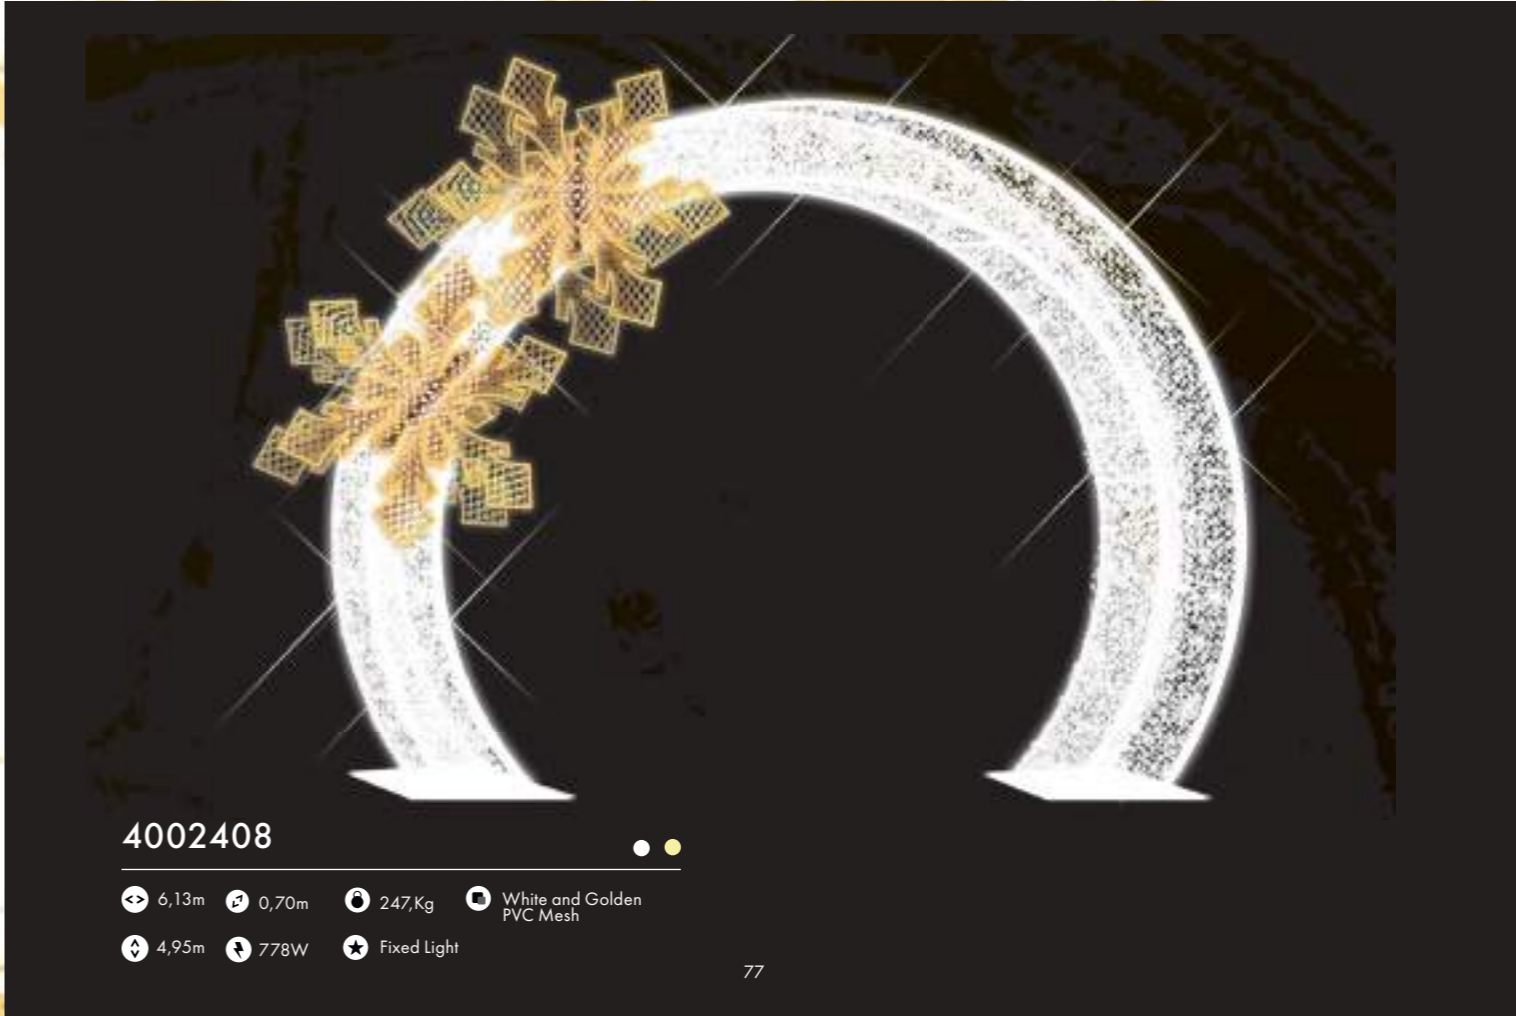 4002408
6,13m
0,70m
247,Kg
White and Golden
PVC Mesh
4,95m
778W
Fixed Light
77